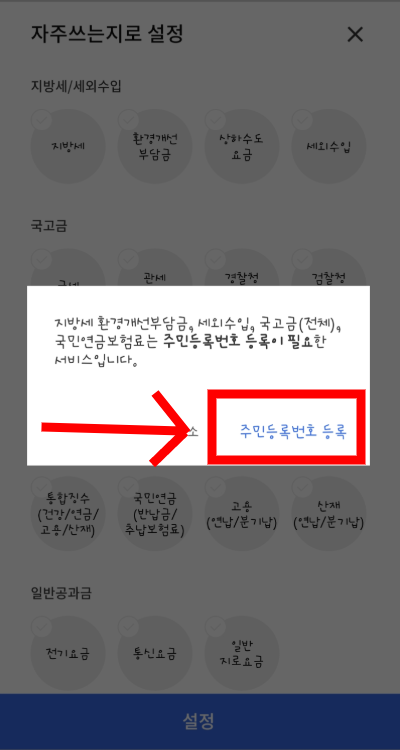 자주쓰는지로 설정
지방세/세외수입
지방세
환경개선
부담금
상하수도
요금
세외수입
국고금
국세
관세
경찰청
검찰청
지방세 환경개선부담금, 세외수입, 국고금(전체),
국민연금보험료는 주민등록번호 등록이 필요한
서비스입니다.
소
주민등록번호 등록
통합징수
(건강/연금/
고용/산재)
국민연금
(반납금/
추납보험료)
고용
(연납/분기납)
산재
(연납/분기납)
일반공과금
전기요금
통신요금
일반
지로요금
설정